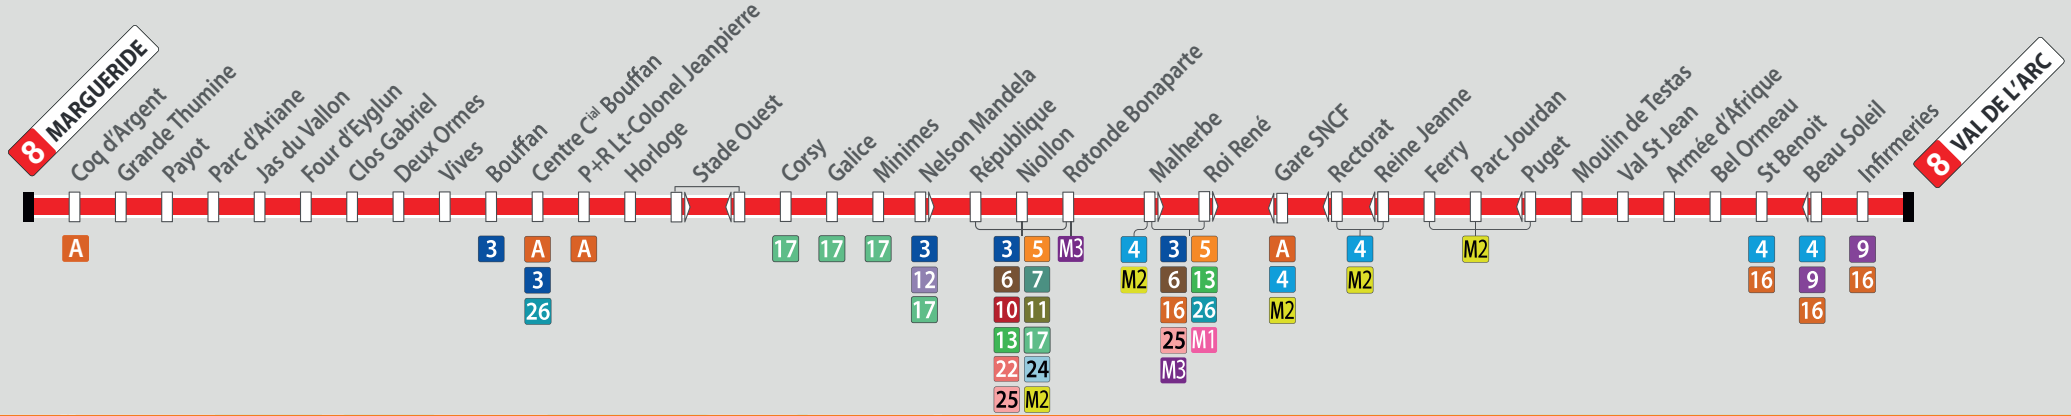 8 MARGUERIDE
Coq d'Argent
Grande Thumine
Payot
Parc d'Ariane
Jas du Vallon
Four d'Eyglun
Clos Gabriel
Deux Ormes
Vives
Bouffan
Centre Cial Bouffan
P+R Lt-Colonel Jeanpierre
Horloge
Stade Ouest
Corsy
Galice
Minimes
Nelson Mandela
République
Niollon
Rotonde Bonaparte
Malherbe
Roi René
Gare SNCF
Rectorat
Reine Jeanne
Ferry
Parc Jourdan
Puget
Moulin de Testas
Val St Jean
Armée d'Afrique
Bel Ormeau
St Benoit
Beau Soleil
Infirmeries
8 VAL DE L'ARC
A 3 A A 17 17 17 3 3 5 M3 4 3 5 A 4 M2 4 4 9
3 12 6 7 M2 6 13 4 M2 16 9 16
26 17 10 11 16 26 M2 16
13 17 25 M1
22 24 M3
25 M2